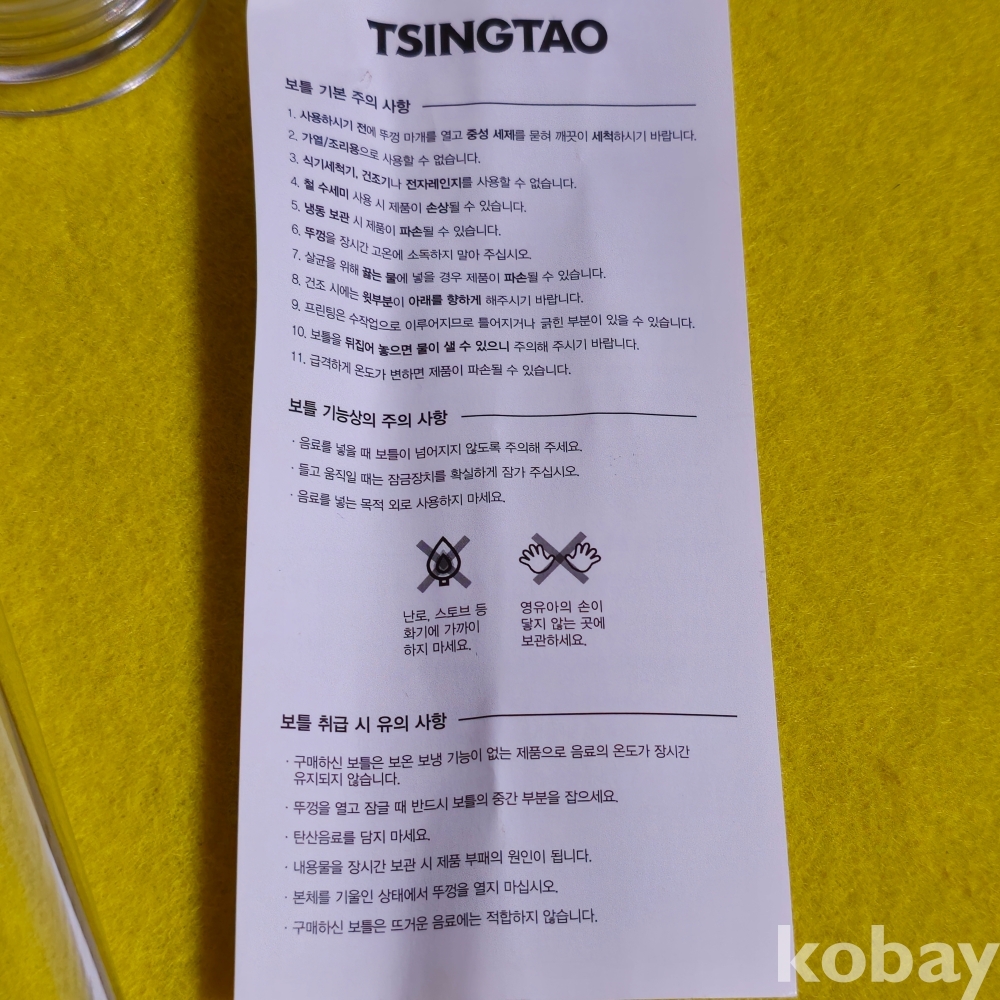 TSINGTAO
보틀 기본 주의 사항
1. 사용하시기 전에 뚜껑 마개를 열고 중성 세제를 묻혀 깨끗이 세척하시기 바랍니다.
2. 가열/조리용으로 사용할 수 없습니다.
3. 식기세척기, 건조기나 전자레인지를 사용할 수 없습니다.
4. 철 수세미 사용 시 제품이 손상될 수 있습니다.
5. 냉동 보관 시 제품이 파손될 수 있습니다.
6. 뚜껑을 장시간 고온에 소독하지 말아 주십시오.
7. 살균을 위해 끓는 물에 넣을 경우 제품이 파손될 수 있습니다.
8. 건조 시에는 윗부분이 아래를 향하게 해주시기 바랍니다.
9. 프린팅은 수작업으로 이루어지므로 틀어지거나 긁힌 부분이 있을 수 있습니다.
10. 보틀을 뒤집어 놓으면 물이 샐 수 있으니 주의해 주시기 바랍니다.
11. 급격하게 온도가 변하면 제품이 파손될 수 있습니다.
보틀 기능상의 주의 사항
· 음료를 넣을 때 보틀이 넘어지지 않도록 주의해 주세요.
· 들고 움직일 때는 잠금장치를 확실하게 잠가 주십시오.
· 음료를 넣는 목적 외로 사용하지 마세요.
난로, 스토브 등
화기에 가까이
하지 마세요.
영유아의 손이
닿지 않는 곳에
보관하세요.
보틀 취급 시 유의 사항
· 구매하신 보틀은 보온 보냉 기능이 없는 제품으로 음료의 온도가 장시간
유지되지 않습니다.
· 뚜껑을 열고 잠글 때 반드시 보틀의 중간 부분을 잡으세요.
· 탄산음료를 담지 마세요.
· 내용물을 장시간 보관 시 제품 부패의 원인이 됩니다.
· 본체를 기울인 상태에서 뚜껑을 열지 마십시오.
· 구매하신 보틀은 뜨거운 음료에는 적합하지 않습니다.
kobay